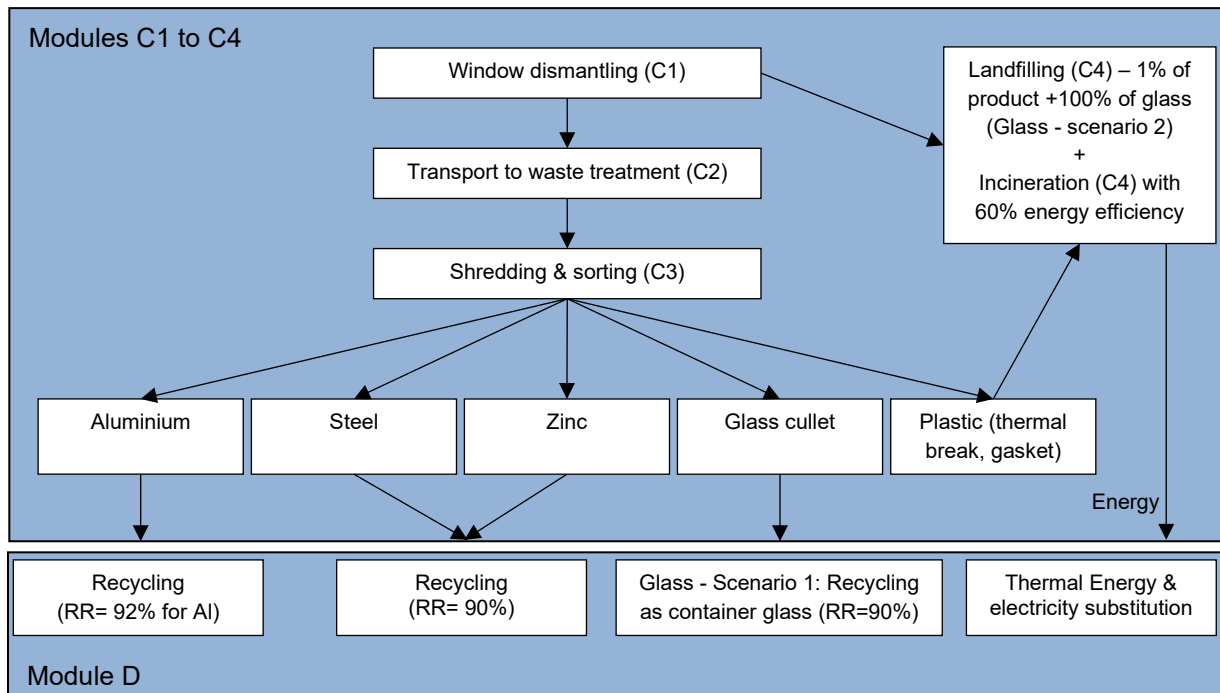 Modules C1 to C4
Window dismantling (C1)
Landfilling (C4) – 1% of
product +100% of glass
(Glass - scenario 2)
+
Incineration (C4) with
60% energy efficiency
Transport to waste treatment (C2)
Shredding & sorting (C3)
Aluminium
Steel
Zinc
Glass cullet
Plastic (thermal
break, gasket)
Energy
Recycling
(RR= 92% for Al)
Recycling
(RR= 90%)
Glass - Scenario 1: Recycling
as container glass (RR=90%)
Thermal Energy &
electricity substitution
Module D